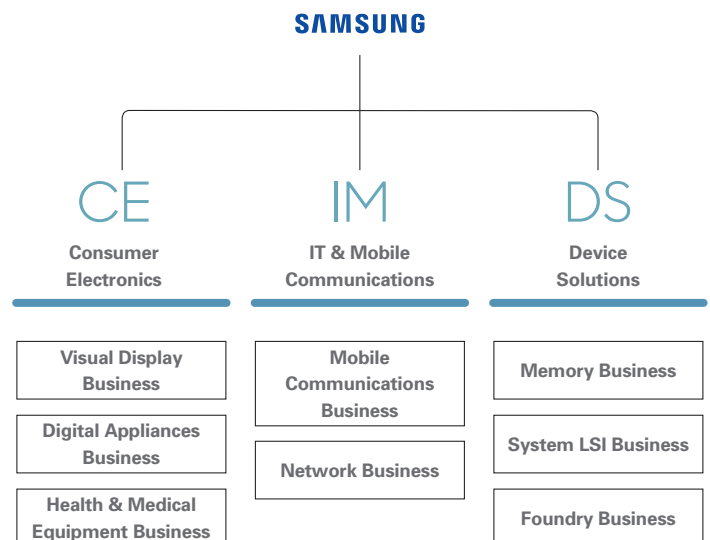 SAMSUNG
CE
Consumer
Electronics
Visual Display
Business
Digital Appliances
Business
Health & Medical
Equipment Business
IM
IT & Mobile
Communications
Mobile
Communications
Business
Network Business
DS
Device
Solutions
Memory Business
System LSI Business
Foundry Business